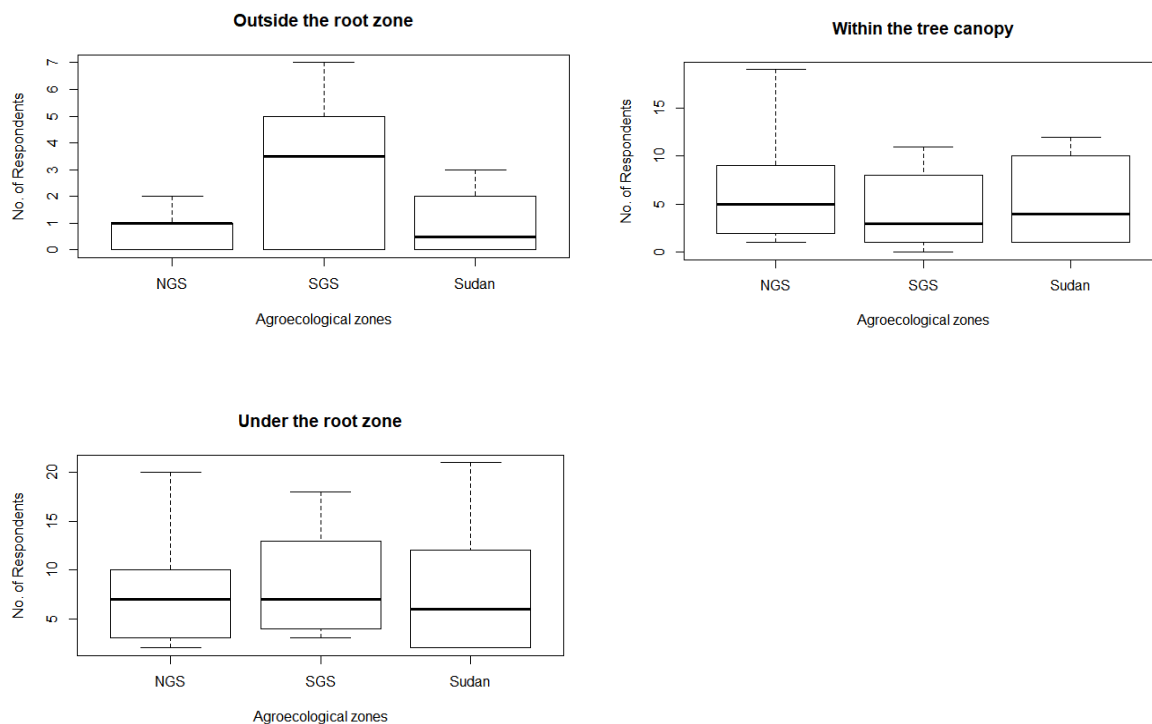 Outside the root zone
No. of Respondents
7
6
5
4
3
2
1
0
NGS SGS Sudan
Agroecological zones
Within the tree canopy
No. of Respondents
15
10
5
0
NGS SGS Sudan
Agroecological zones
Under the root zone
No. of Respondents
20
15
10
5
NGS SGS Sudan
Agroecological zones